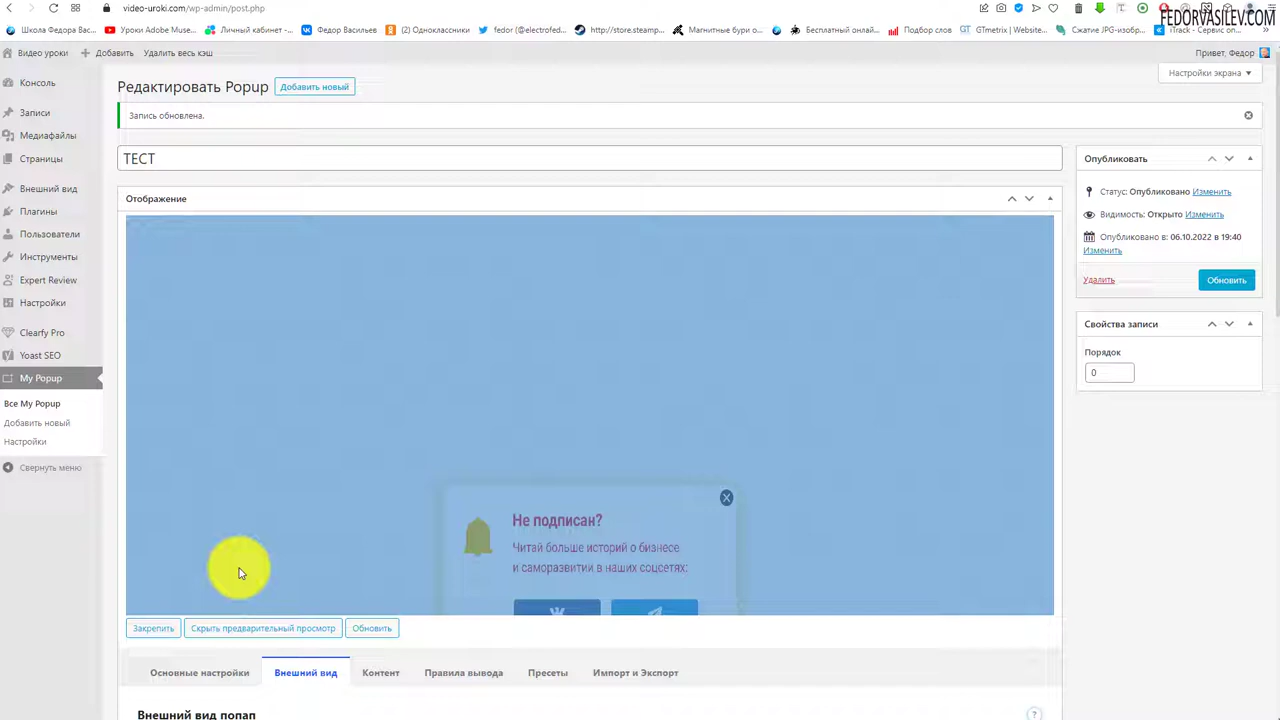 video-uroki.com/wp-admin/post.php
FEDORVASILEV.COM
Школа Федора Вас...
Уроки Adobe Muse...
Личный кабинет -...
Федор Васильев
(2) Одноклассники
fedor (@electrofed...
http://store.steamp...
Магнитные бури о...
Бесплатный онлай...
Подбор слов
GTmetrix | Website...
Сжатие JPG-изобр...
iTrack - Сервис оп...
Видео уроки
Добавить
Удалить весь кэш
Привет, Федор
Консоль
Записи
Медиафайлы
Страницы
Внешний вид
Плагины
Пользователи
Инструменты
Expert Review
Настройки
Clearfy Pro
Yoast SEO
My Popup
Все My Popup
Добавить новый
Настройки
Свернуть меню
Настройки экрана
Редактировать Popup
Добавить новый
Запись обновлена.
ТЕСТ
Отображение
Не подписан?
Читай больше историй о бизнесе
и саморазвитии в наших соцсетях:
Закрепить
Скрыть предварительный просмотр
Обновить
Основные настройки
Внешний вид
Контент
Правила вывода
Пресеты
Импорт и Экспорт
Внешний вид попап
?
Опубликовать
Статус: Опубликовано Изменить
Видимость: Открыто Изменить
Опубликовано в: 06.10.2022 в 19:40
Изменить
Удалить
Обновить
Свойства записи
Порядок
0